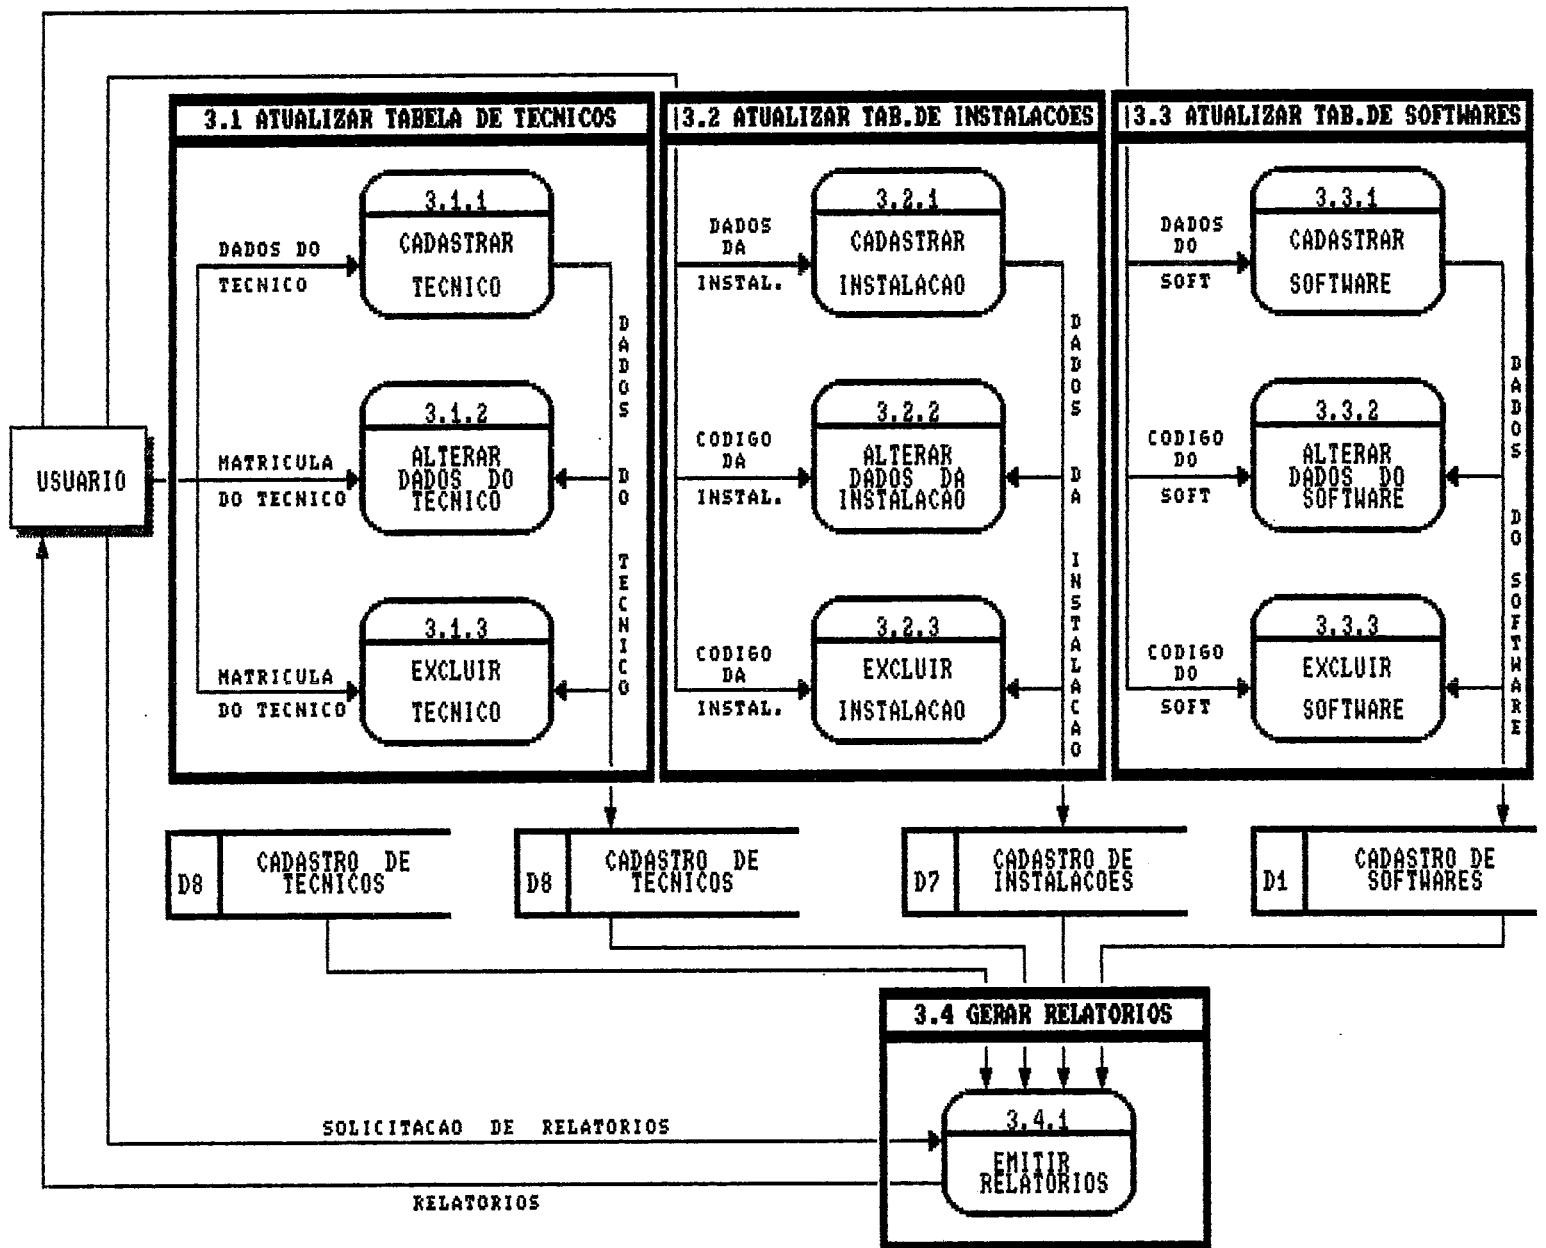 3.1 ATUALIZAR TABELA DE TECNICOS
3.2 ATUALIZAR TAB.DE INSTALACOES
3.3 ATUALIZAR TAB.DE SOFTWARES
USUARIO
DADOS DO
TECNICO
3.1.1
CADASTRAR
TECNICO
MATRICULA
DO TECNICO
3.1.2
ALTERAR
DADOS DO
TECNICO
MATRICULA
DO TECNICO
3.1.3
EXCLUIR
TECNICO
DADOS DO TECNICO
DADOS
DA
INSTAL.
3.2.1
CADASTRAR
INSTALACAO
CODIGO
DA
INSTAL.
3.2.2
ALTERAR
DADOS DA
INSTALACAO
CODIGO
DA
INSTAL.
3.2.3
EXCLUIR
INSTALACAO
DADOS DA INSTALACAO
DADOS
DO
SOFT
3.3.1
CADASTRAR
SOFTWARE
CODIGO
DO
SOFT
3.3.2
ALTERAR
DADOS DO
SOFTWARE
CODIGO
DO
SOFT
3.3.3
EXCLUIR
SOFTWARE
DADOS DO SOFTWARE
D8
CADASTRO DE
TECNICOS
D8
CADASTRO DE
TECNICOS
D7
CADASTRO DE
INSTALACOES
D1
CADASTRO DE
SOFTWARES
3.4 GERAR RELATORIOS
3.4.1
EMITIR
RELATORIOS
SOLICITACAO DE RELATORIOS
RELATORIOS